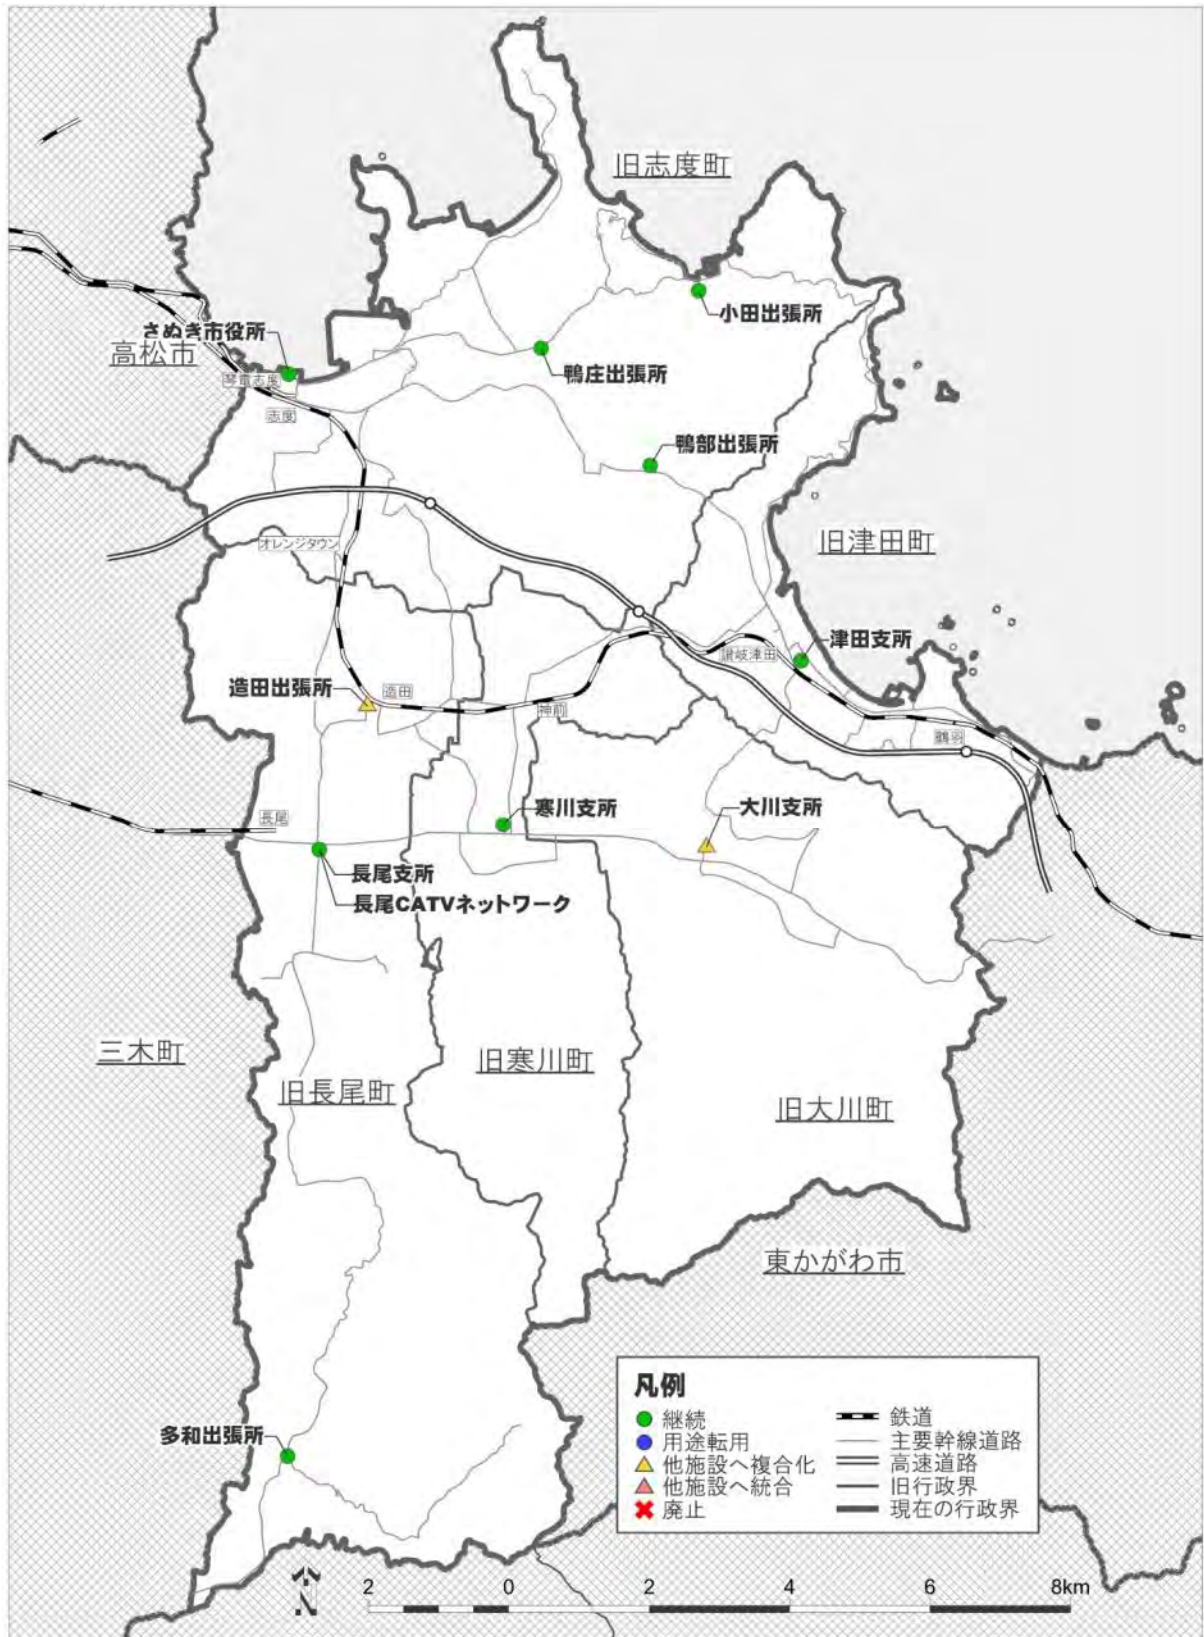 旧志度町
小田出張所
さぬき市役所
高松市
鴨庄出張所
琴電志度
志度
鴨部出張所
オレンジタウン
旧津田町
津田支所
讃岐津田
造田出張所
造田
神前
鶴羽
寒川支所
大川支所
長尾
長尾支所
長尾CATVネットワーク
三木町
旧寒川町
旧長尾町
旧大川町
東かがわ市
多和出張所
凡例
継続
用途転用
他施設へ複合化
他施設へ統合
廃止
鉄道
主要幹線道路
高速道路
旧行政界
現在の行政界
N
2 0 2 4 6 8km